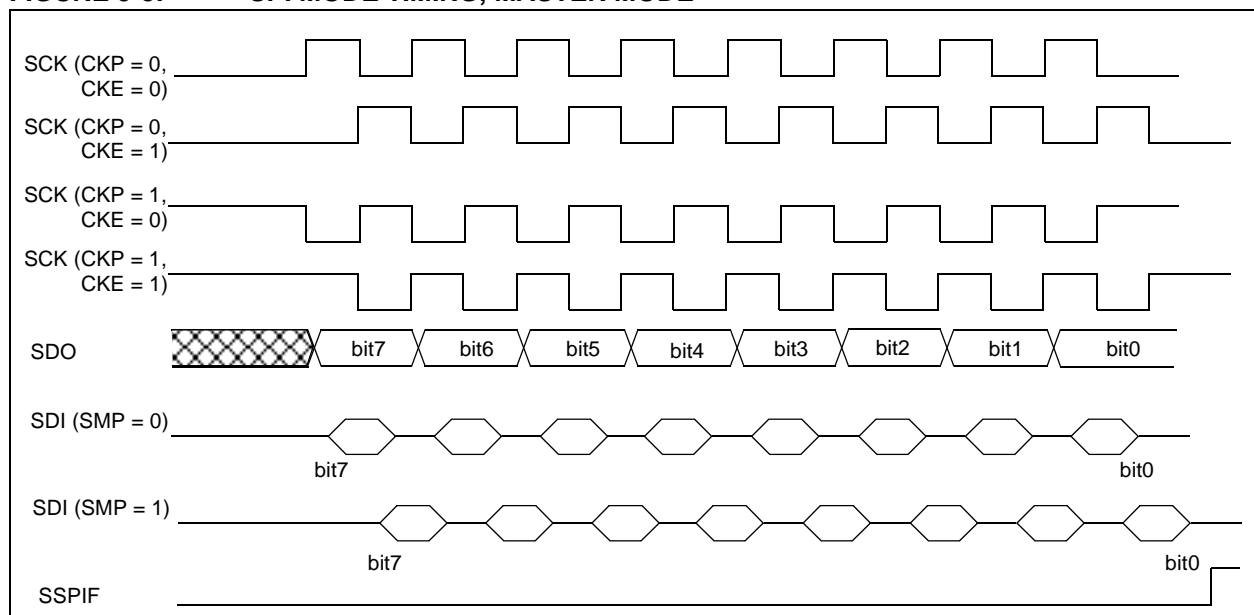 SCK (CKP = 0,
CKE = 0)
SCK (CKP = 0,
CKE = 1)
SCK (CKP = 1,
CKE = 0)
SCK (CKP = 1,
CKE = 1)
SDO bit7 bit6 bit5 bit4 bit3 bit2 bit1 bit0
SDI (SMP = 0)
bit7 bit0
SDI (SMP = 1)
bit7 bit0
SSPIF